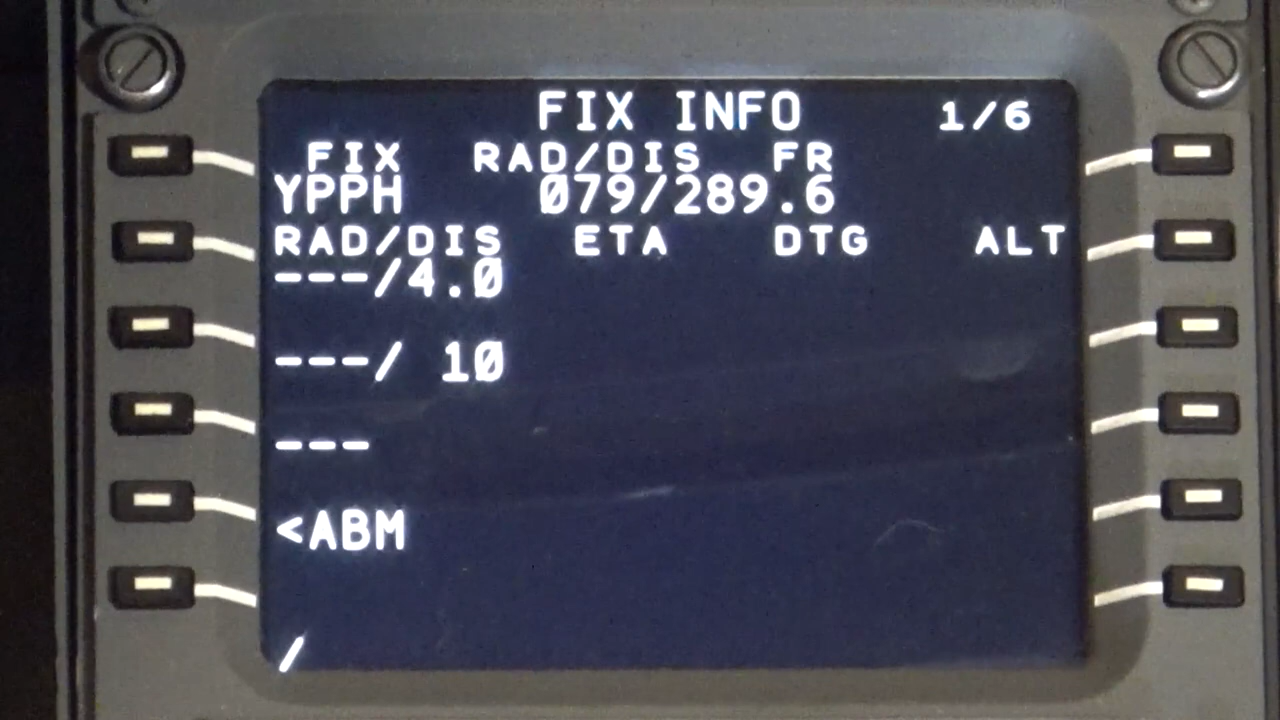 FIX INFO 1/6
FIX RAD/DIS FR
YPPH 079/289.6
RAD/DIS ETA DTG ALT
---/4.0
---/ 10
---
<ABM
/